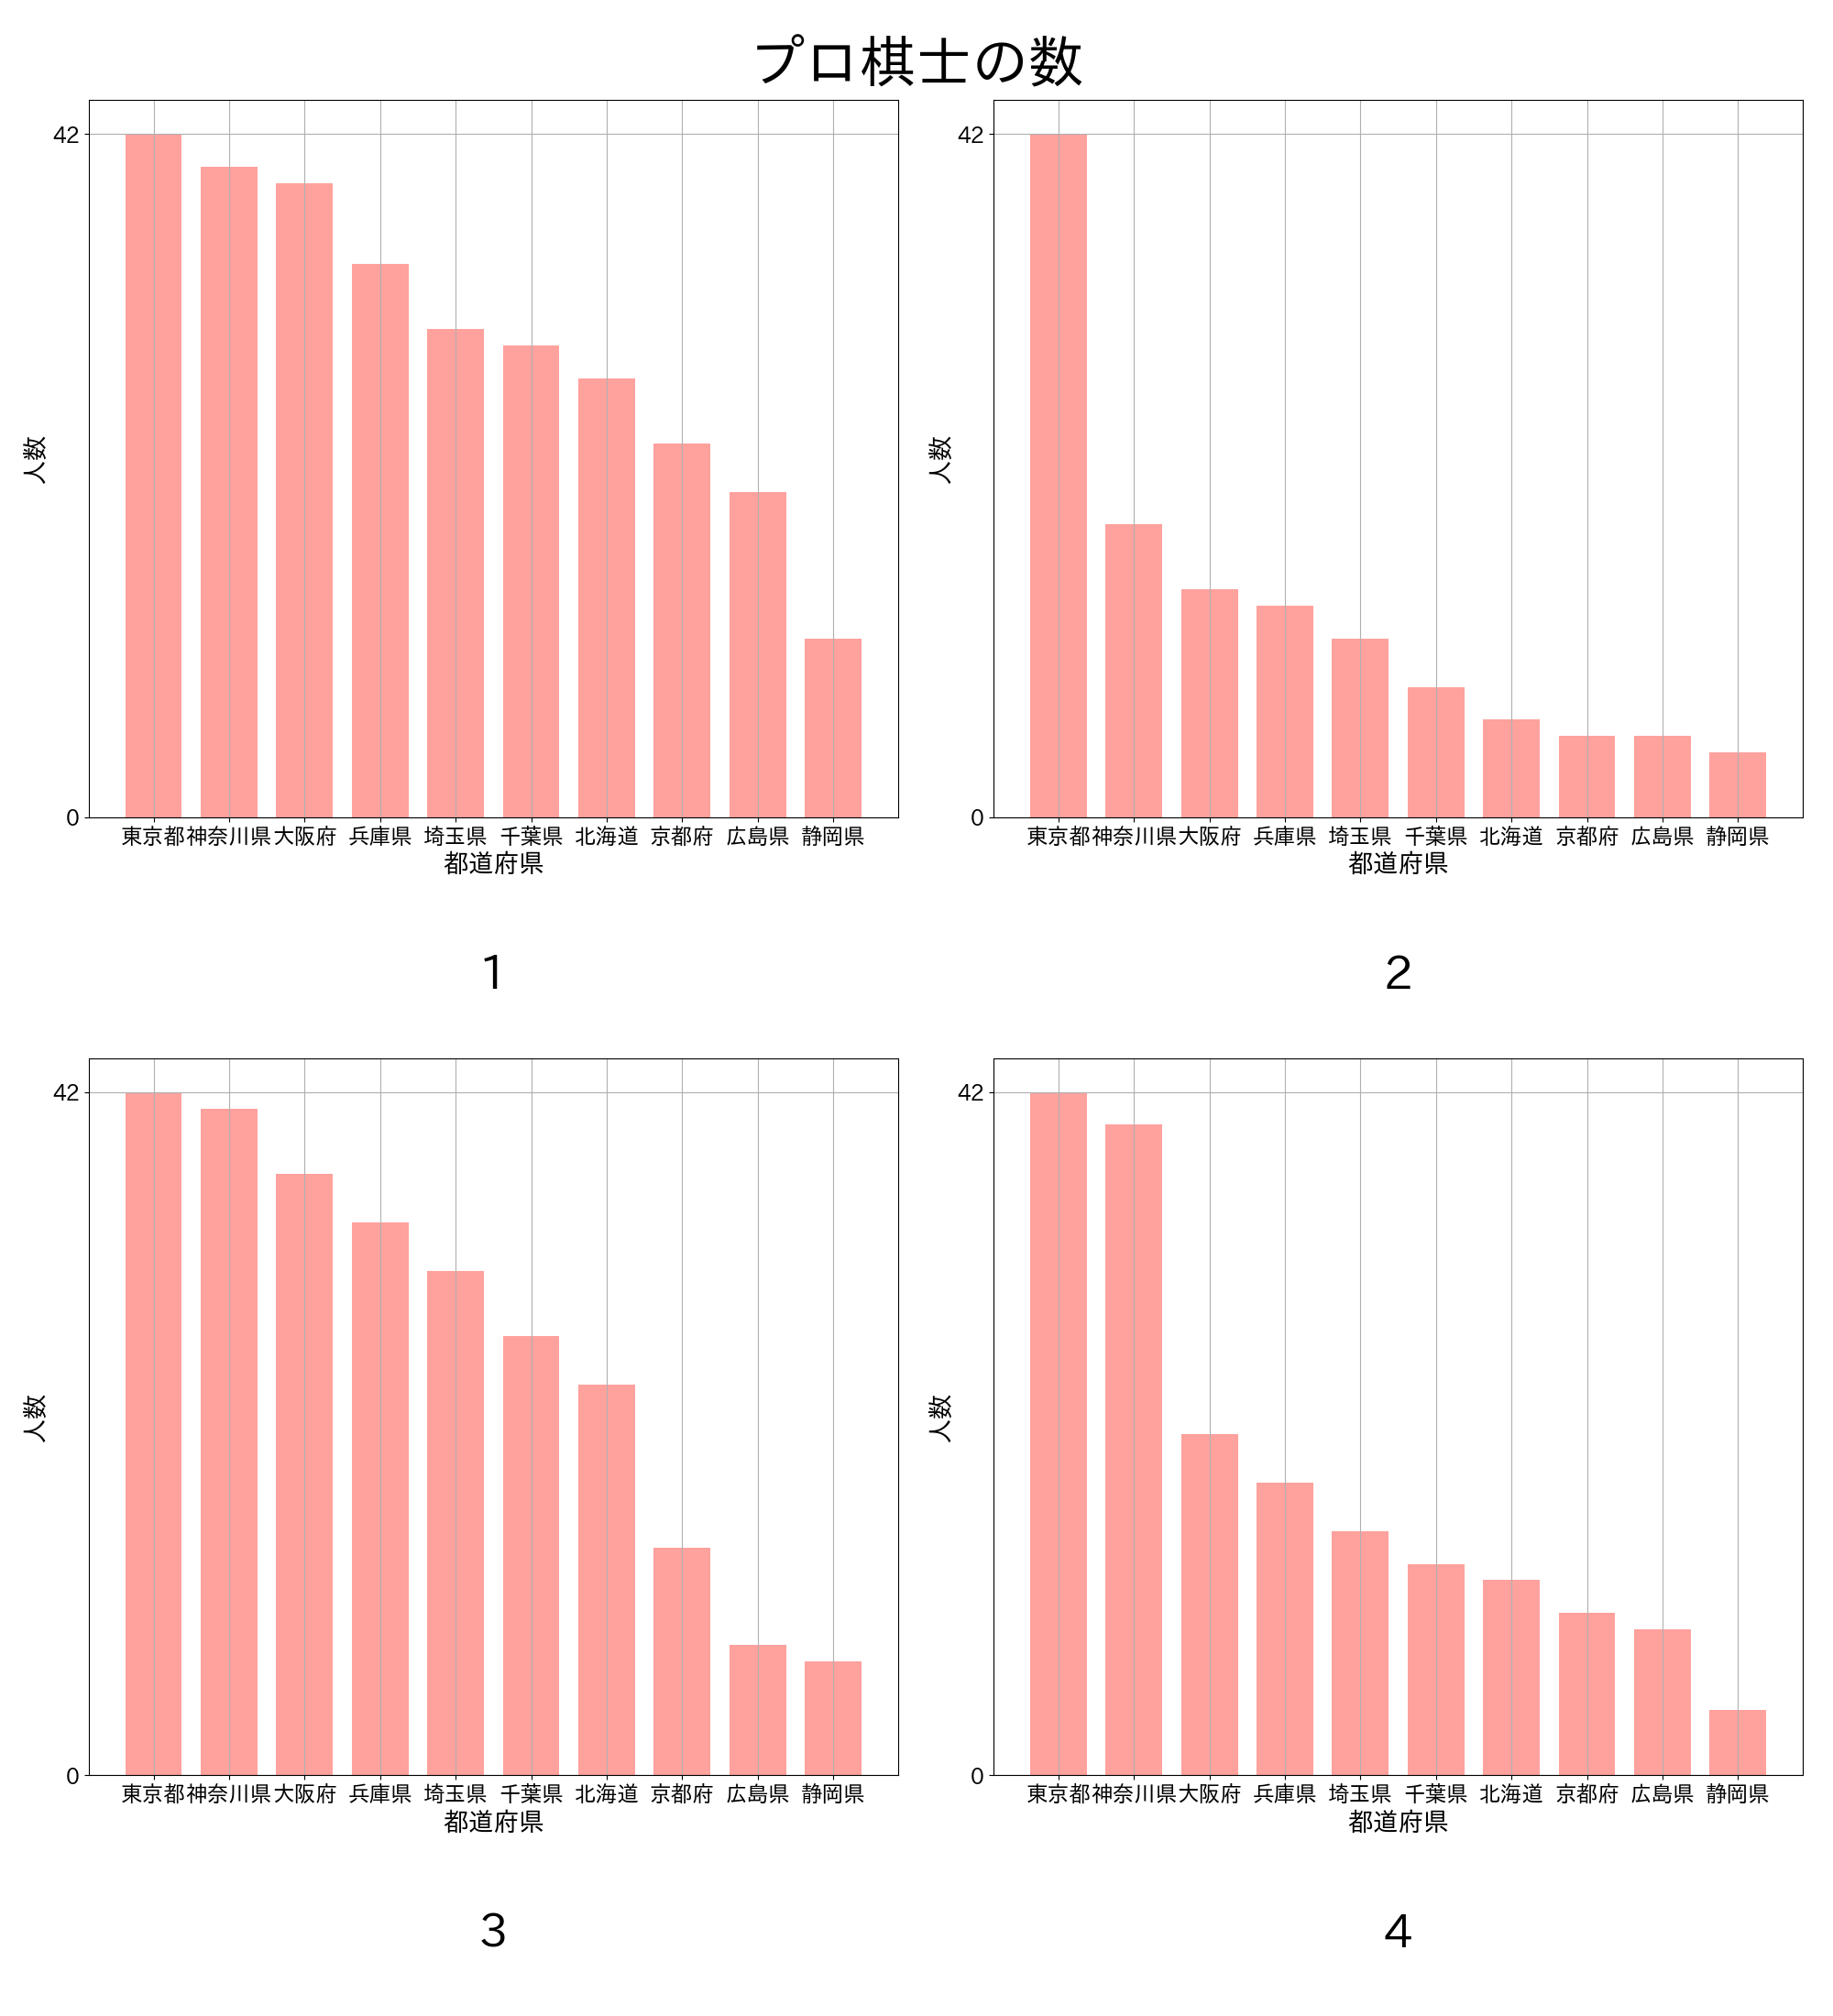 プロ棋士の数
42
0
人数
東京都 神奈川県 大阪府 兵庫県 埼玉県 千葉県 北海道 京都府 広島県 静岡県
都道府県
1
42
0
人数
東京都 神奈川県 大阪府 兵庫県 埼玉県 千葉県 北海道 京都府 広島県 静岡県
都道府県
2
42
0
人数
東京都 神奈川県 大阪府 兵庫県 埼玉県 千葉県 北海道 京都府 広島県 静岡県
都道府県
3
42
0
人数
東京都 神奈川県 大阪府 兵庫県 埼玉県 千葉県 北海道 京都府 広島県 静岡県
都道府県
4